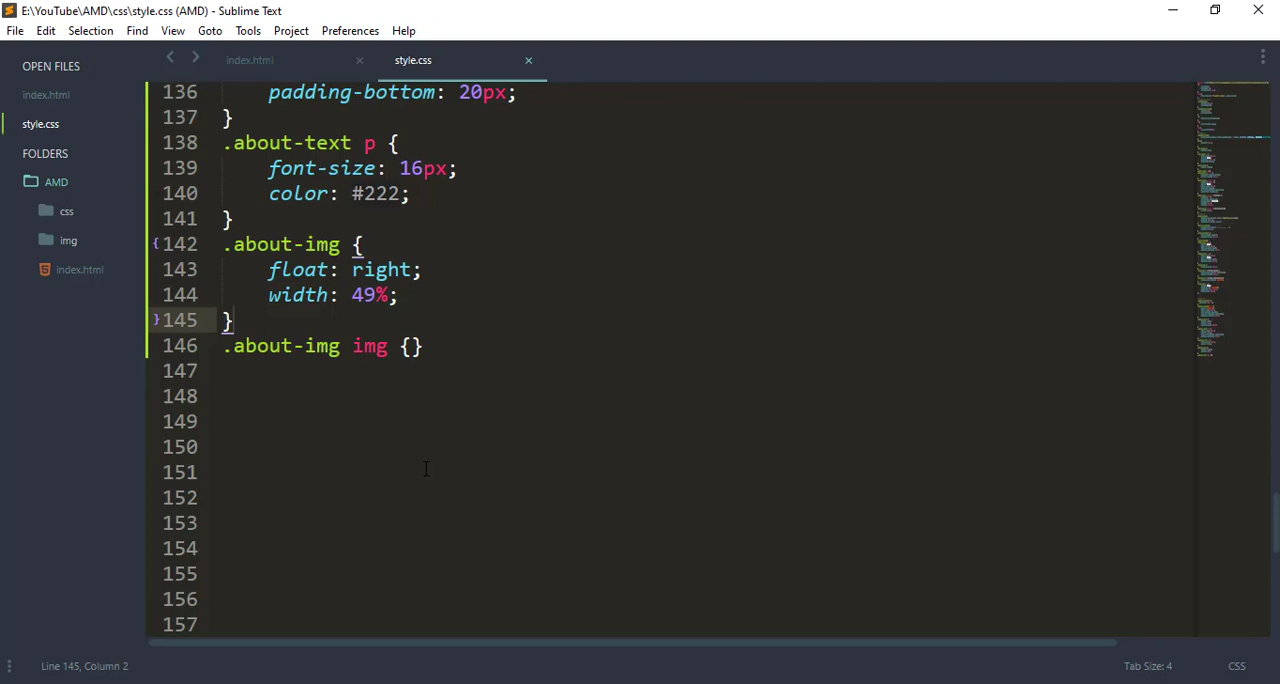 E:\YouTube\AMD\css\style.css (AMD) - Sublime Text
File Edit Selection Find View Goto Tools Project Preferences Help
OPEN FILES
index.html
style.css
FOLDERS
AMD
css
img
index.html
index.html style.css
136 padding-bottom: 20px;
137 }
138 .about-text p {
139 font-size: 16px;
140 color: #222;
141 }
142 .about-img {
143 float: right;
144 width: 49%;
145 }
146 .about-img img {}
147
148
149
150
151
152
153
154
155
156
157
Line 145, Column 2 Tab Size: 4 CSS